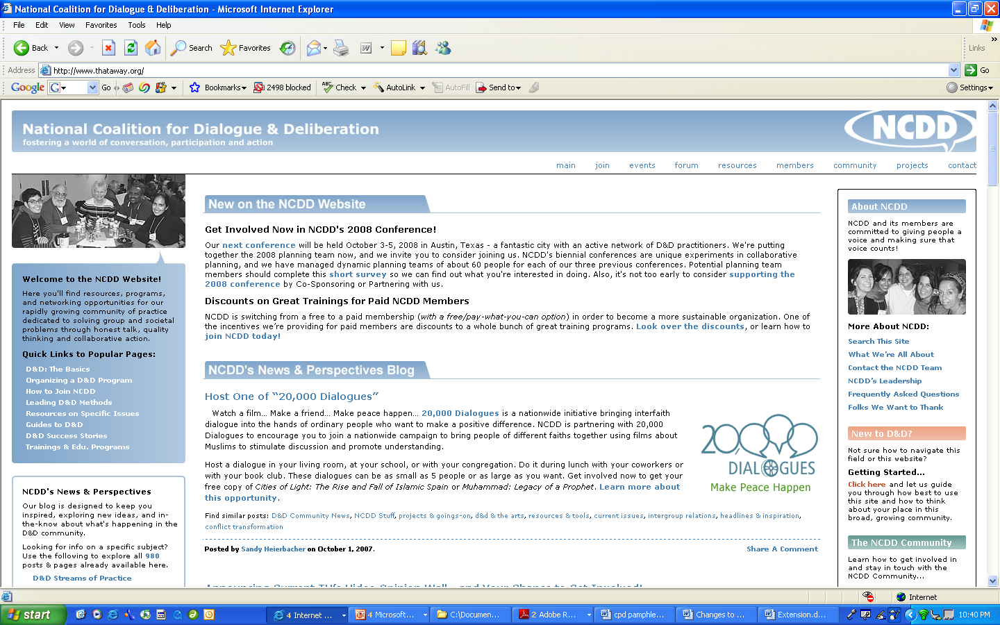 National Coalition for Dialogue & Deliberation - Microsoft Internet Explorer
File Edit View Favorites Tools Help
Back Search Favorites Links
Address http://www.thataway.org/ Go
Google G Go Bookmarks 2498 blocked Check AutoLink AutoFill Send to Settings
National Coalition for Dialogue & Deliberation
fostering a world of conversation, participation and action
NCDD
main join events forum resources members community projects contact
Welcome to the NCDD Website!
Here you'll find resources, programs,
and networking opportunities for our
rapidly growing community of practice
dedicated to solving group and societal
problems through honest talk, quality
thinking and collaborative action.
Quick Links to Popular Pages:
D&D: The Basics
Organizing a D&D Program
How to Join NCDD
Leading D&D Methods
Resources on Specific Issues
Guides to D&D
D&D Success Stories
Trainings & Edu. Programs
NCDD's News & Perspectives
Our blog is designed to keep you
inspired, exploring new ideas, and in-
the-know about what's happening in the
D&D community.
Looking for info on a specific subject?
Use the following to explore all 980
posts & pages already available here.
D&D Streams of Practice
New on the NCDD Website
Get Involved Now in NCDD's 2008 Conference!
Our next conference will be held October 3-5, 2008 in Austin, Texas - a fantastic city with an active network of D&D practitioners. We're putting
together the 2008 planning team now, and we invite you to consider joining us. NCDD's biennial conferences are unique experiments in collaborative
planning, and we have managed dynamic planning teams of about 60 people for each of our three previous conferences. Potential planning team
members should complete this short survey so we can find out what you're interested in doing. Also, it's not too early to consider supporting the
2008 conference by Co-Sponsoring or Partnering with us.
Discounts on Great Trainings for Paid NCDD Members
NCDD is switching from a free to a paid membership (with a free/pay-what-you-can option) in order to become a more sustainable organization. One of
the incentives we're providing for paid members are discounts to a whole bunch of great training programs. Look over the discounts, or learn how to
join NCDD today!
NCDD's News & Perspectives Blog
Host One of “20,000 Dialogues”
Watch a film... Make a friend... Make peace happen... 20,000 Dialogues is a nationwide initiative bringing interfaith
dialogue into the hands of ordinary people who want to make a positive difference. NCDD is partnering with 20,000
Dialogues to encourage you to join a nationwide campaign to bring people of different faiths together using films about
Muslims to stimulate discussion and promote understanding.
Host a dialogue in your living room, at your school, or with your congregation. Do it during lunch with your coworkers or
with your book club. These dialogues can be as small as 5 people or as large as you want. Get involved now to get your
free copy of Cities of Light: The Rise and Fall of Islamic Spain or Muhammad: Legacy of a Prophet. Learn more about
this opportunity.
20,000
DIALOGUES
Make Peace Happen
Find similar posts: D&D Community News, NCDD Stuff, projects & goings-on, d&d & the arts, resources & tools, current issues, intergroup relations, headlines & inspiration,
conflict transformation
Posted by Sandy Heierbacher on October 1, 2007. Share A Comment
About NCDD
NCDD and its members are
committed to giving people a
voice and making sure that
voice counts!
More About NCDD:
Search This Site
What We're All About
Contact the NCDD Team
NCDD's Leadership
Frequently Asked Questions
Folks We Want to Thank
New to D&D?
Not sure how to navigate this
field or this website?
Getting Started...
Click here and let us guide
you through how best to use
this site and how to think
about your place in this
broad, growing community.
The NCDD Community
Learn how to get involved in
and stay in touch with the
NCDD Community...
Internet
start 4 Internet ... 4 Microsoft... C:\Documen... 2 Adobe R... cpd pamphle... Changes to ... Extension.d... 10:40 PM